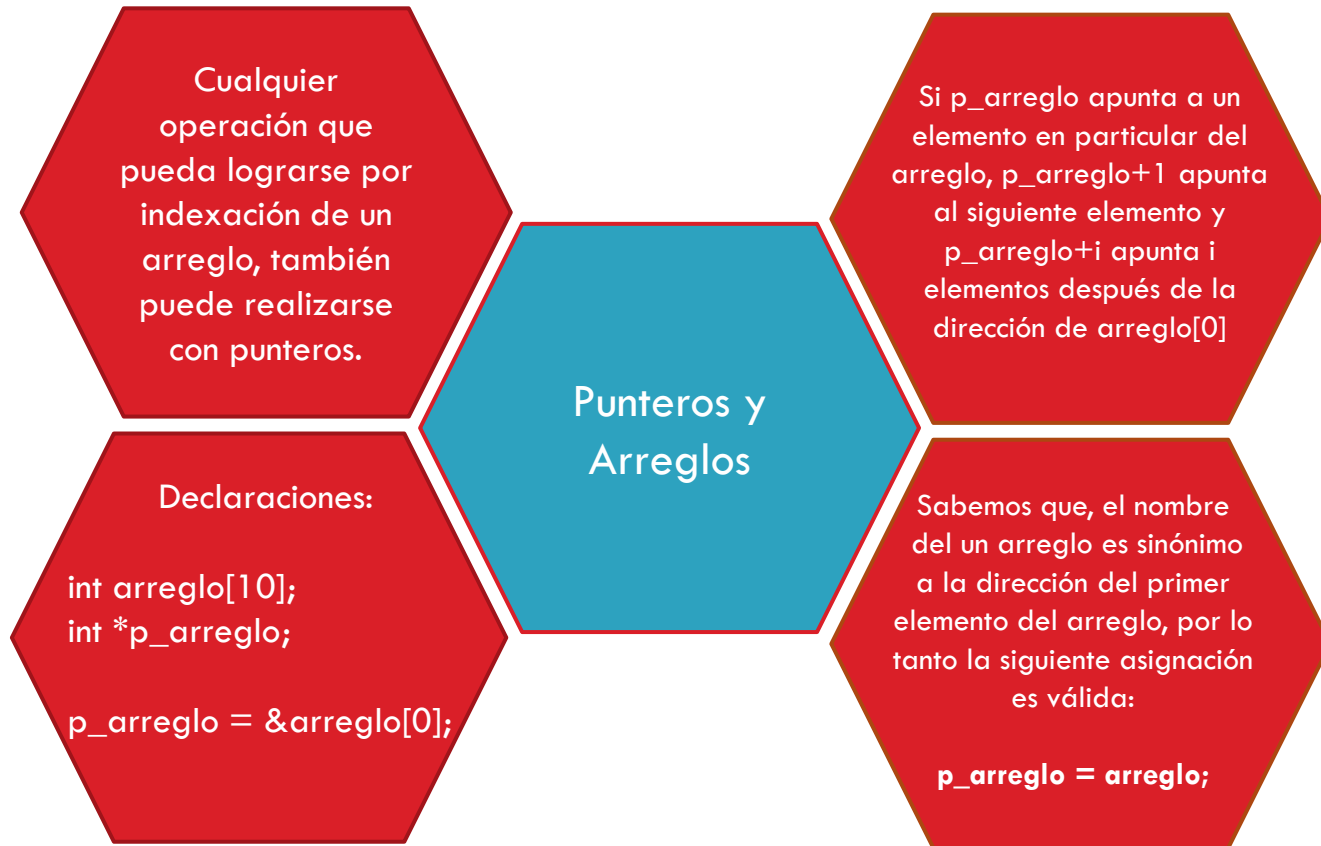 Cualquier
operación que
pueda lograrse por
indexación de un
arreglo, también
puede realizarse
con punteros.
Si p_arreglo apunta a un
elemento en particular del
arreglo, p_arreglo+1 apunta
al siguiente elemento y
p_arreglo+i apunta i
elementos después de la
dirección de arreglo[0]
Punteros y
Arreglos
Declaraciones:
int arreglo[10];
int *p_arreglo;
p_arreglo = &arreglo[0];
Sabemos que, el nombre
del un arreglo es sinónimo
a la dirección del primer
elemento del arreglo, por lo
tanto la siguiente asignación
es válida:
p_arreglo = arreglo;